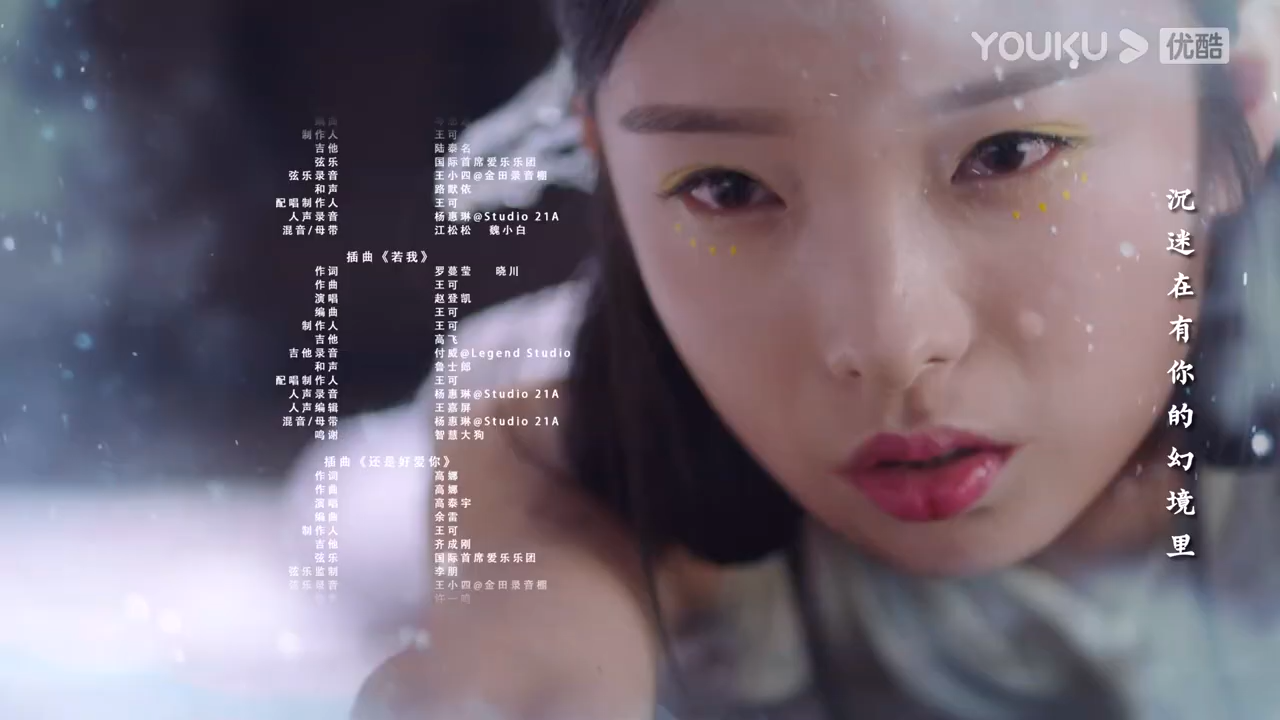 YOUKU 优酷
制作人 王可
吉他 陆泰名
弦乐 国际首席爱乐乐团
弦乐录音 王小四@金田录音棚
和声 路默依
配唱制作人 王可
人声录音 杨惠琳@Studio 21A
混音/母带 江松松 魏小白
插曲《若我》
作词 罗蔓莹 晓川
作曲 王可
演唱 赵登凯
编曲 王可
制作人 王可
吉他 高飞
吉他录音 付威@Legend Studio
和声 鲁士郎
配唱制作人 王可
人声录音 杨惠琳@Studio 21A
人声编辑 王嘉屏
混音/母带 杨惠琳@Studio 21A
鸣谢 智慧大狗
插曲《还是好爱你》
作词 高娜
作曲 高娜
演唱 高泰宇
编曲 余雷
制作人 王可
吉他 齐成刚
弦乐 国际首席爱乐乐团
弦乐监制 李朋
弦乐录音 王小四@金田录音棚
沉迷在有你的幻境里